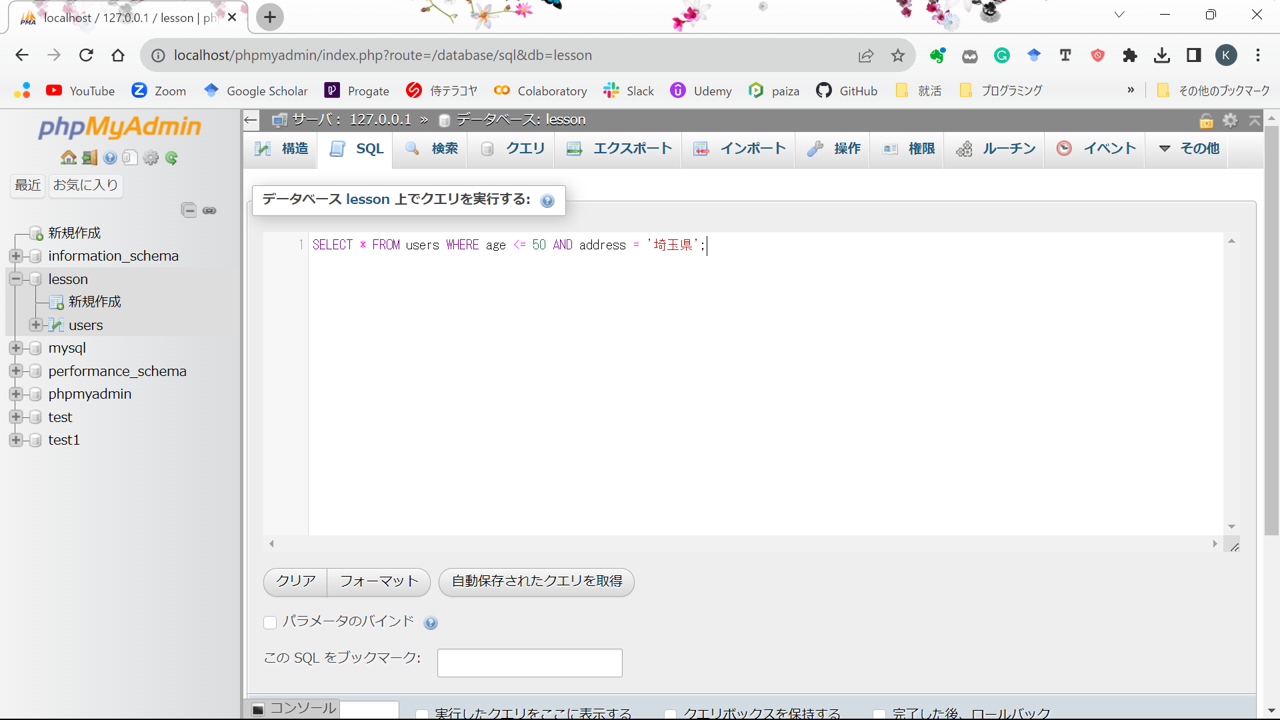 localhost / 127.0.0.1 / lesson | ph
localhost/phpmyadmin/index.php?route=/database/sql&db=lesson
K
YouTube Zoom Google Scholar Progate 侍テラコヤ Colaboratory Slack Udemy paiza GitHub 就活 プログラミング » その他のブックマーク
phpMyAdmin
最近 お気に入り
新規作成
information_schema
lesson
新規作成
users
mysql
performance_schema
phpmyadmin
test
test1
サーバ: 127.0.0.1 » データベース: lesson
構造 SQL 検索 クエリ エクスポート インポート 操作 権限 ルーチン イベント その他
データベース lesson 上でクエリを実行する:
1 SELECT * FROM users WHERE age <= 50 AND address = '埼玉県';
クリア フォーマット 自動保存されたクエリを取得
パラメータのバインド
この SQL をブックマーク:
コンソール 実行したクエリをここに表示する クエリボックスを保持する 完了した後、ロールバック